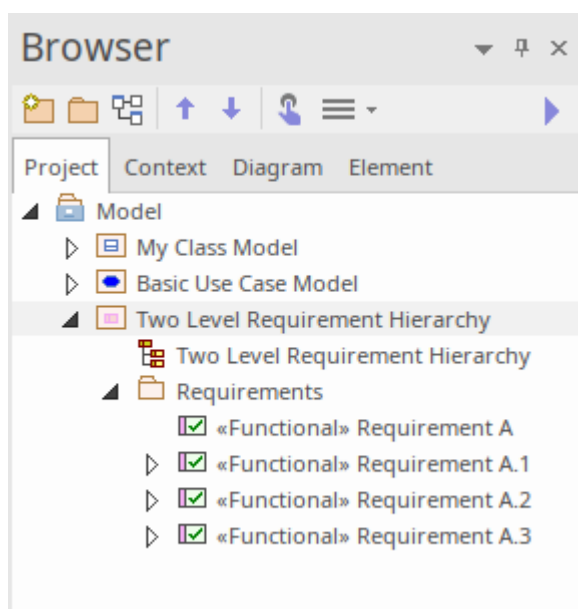 Browser
Project Context Diagram Element
Model
My Class Model
Basic Use Case Model
Two Level Requirement Hierarchy
Two Level Requirement Hierarchy
Requirements
«Functional» Requirement A
«Functional» Requirement A.1
«Functional» Requirement A.2
«Functional» Requirement A.3